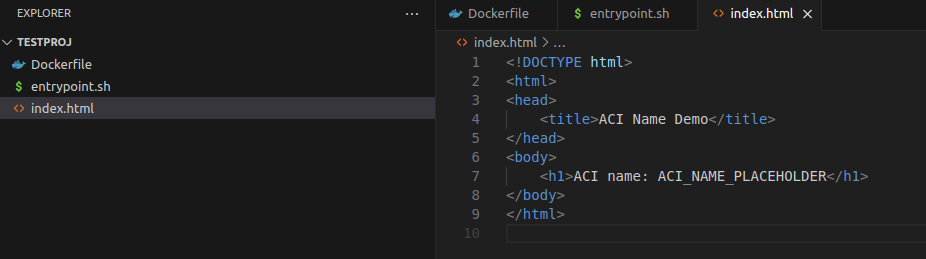 EXPLORER ...
TESTPROJ
Dockerfile
$ entrypoint.sh
<> index.html
Dockerfile $ entrypoint.sh <> index.html ×
<> index.html > ...
1 <!DOCTYPE html>
2 <html>
3 <head>
4     <title>ACI Name Demo</title>
5 </head>
6 <body>
7     <h1>ACI name: ACI_NAME_PLACEHOLDER</h1>
8 </body>
9 </html>
10